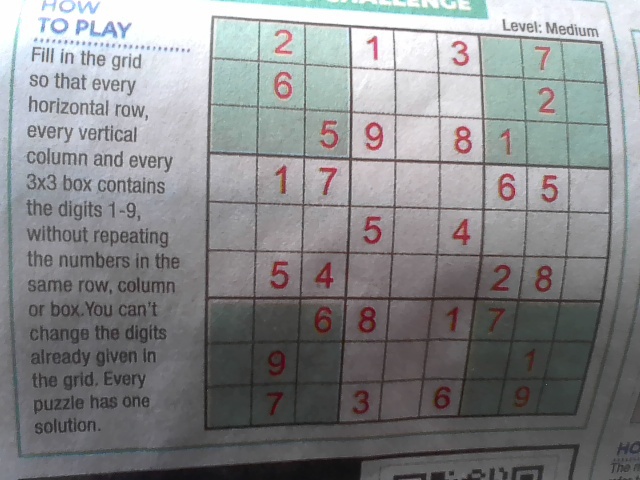 HOW
CHALLENGE
TO PLAY
Level: Medium
Fill in the grid
so that every
horizontal row,
every vertical
column and every
3x3 box contains
the digits 1-9,
without repeating
the numbers in the
same row, column
or box.You can't
change the digits
already given in
the grid. Every
puzzle has one
solution.
2 1 3 7
6 2
5 9 8 1
1 7 6 5
5 4
5 4 2 8
6 8 1 7
9 1
7 3 6 9
The